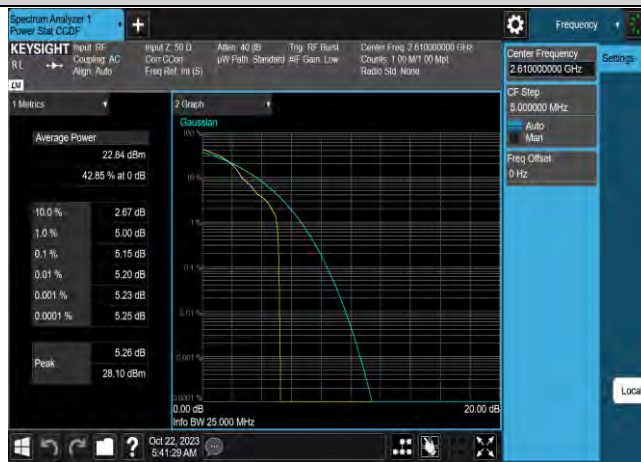 Spectrum Analyzer 1
Power Stat CCDF
Frequency
KEYSIGHT
RL
Input: RF
Coupling: AC
Align: Auto
Input Z: 50 Ω
Corr CCorr
Freq Ref: Int (S)
Atten: 40 dB
µW Path: Standard
Trig: RF Burst
#IF Gain: Low
Center Freq: 2.610000000 GHz
Counts: 1.00 M/1.00 Mpt
Radio Std: None
LNI
Center Frequency
2.610000000 GHz
Settings
CF Step
5.000000 MHz
Auto
Man
Freq Offset
0 Hz
Local
1 Metrics
Average Power
22.84 dBm
42.85 % at 0 dB
10.0 % 2.67 dB
1.0 % 5.00 dB
0.1 % 5.15 dB
0.01 % 5.20 dB
0.001 % 5.23 dB
0.0001 % 5.25 dB
Peak
5.26 dB
28.10 dBm
2 Graph
Gaussian
100 %
10 %
1 %
0.1 %
0.01 %
0.001 %
0.0001 %
0.00 dB 20.00 dB
Info BW 25.000 MHz
?
Oct 22, 2023
5:41:29 AM